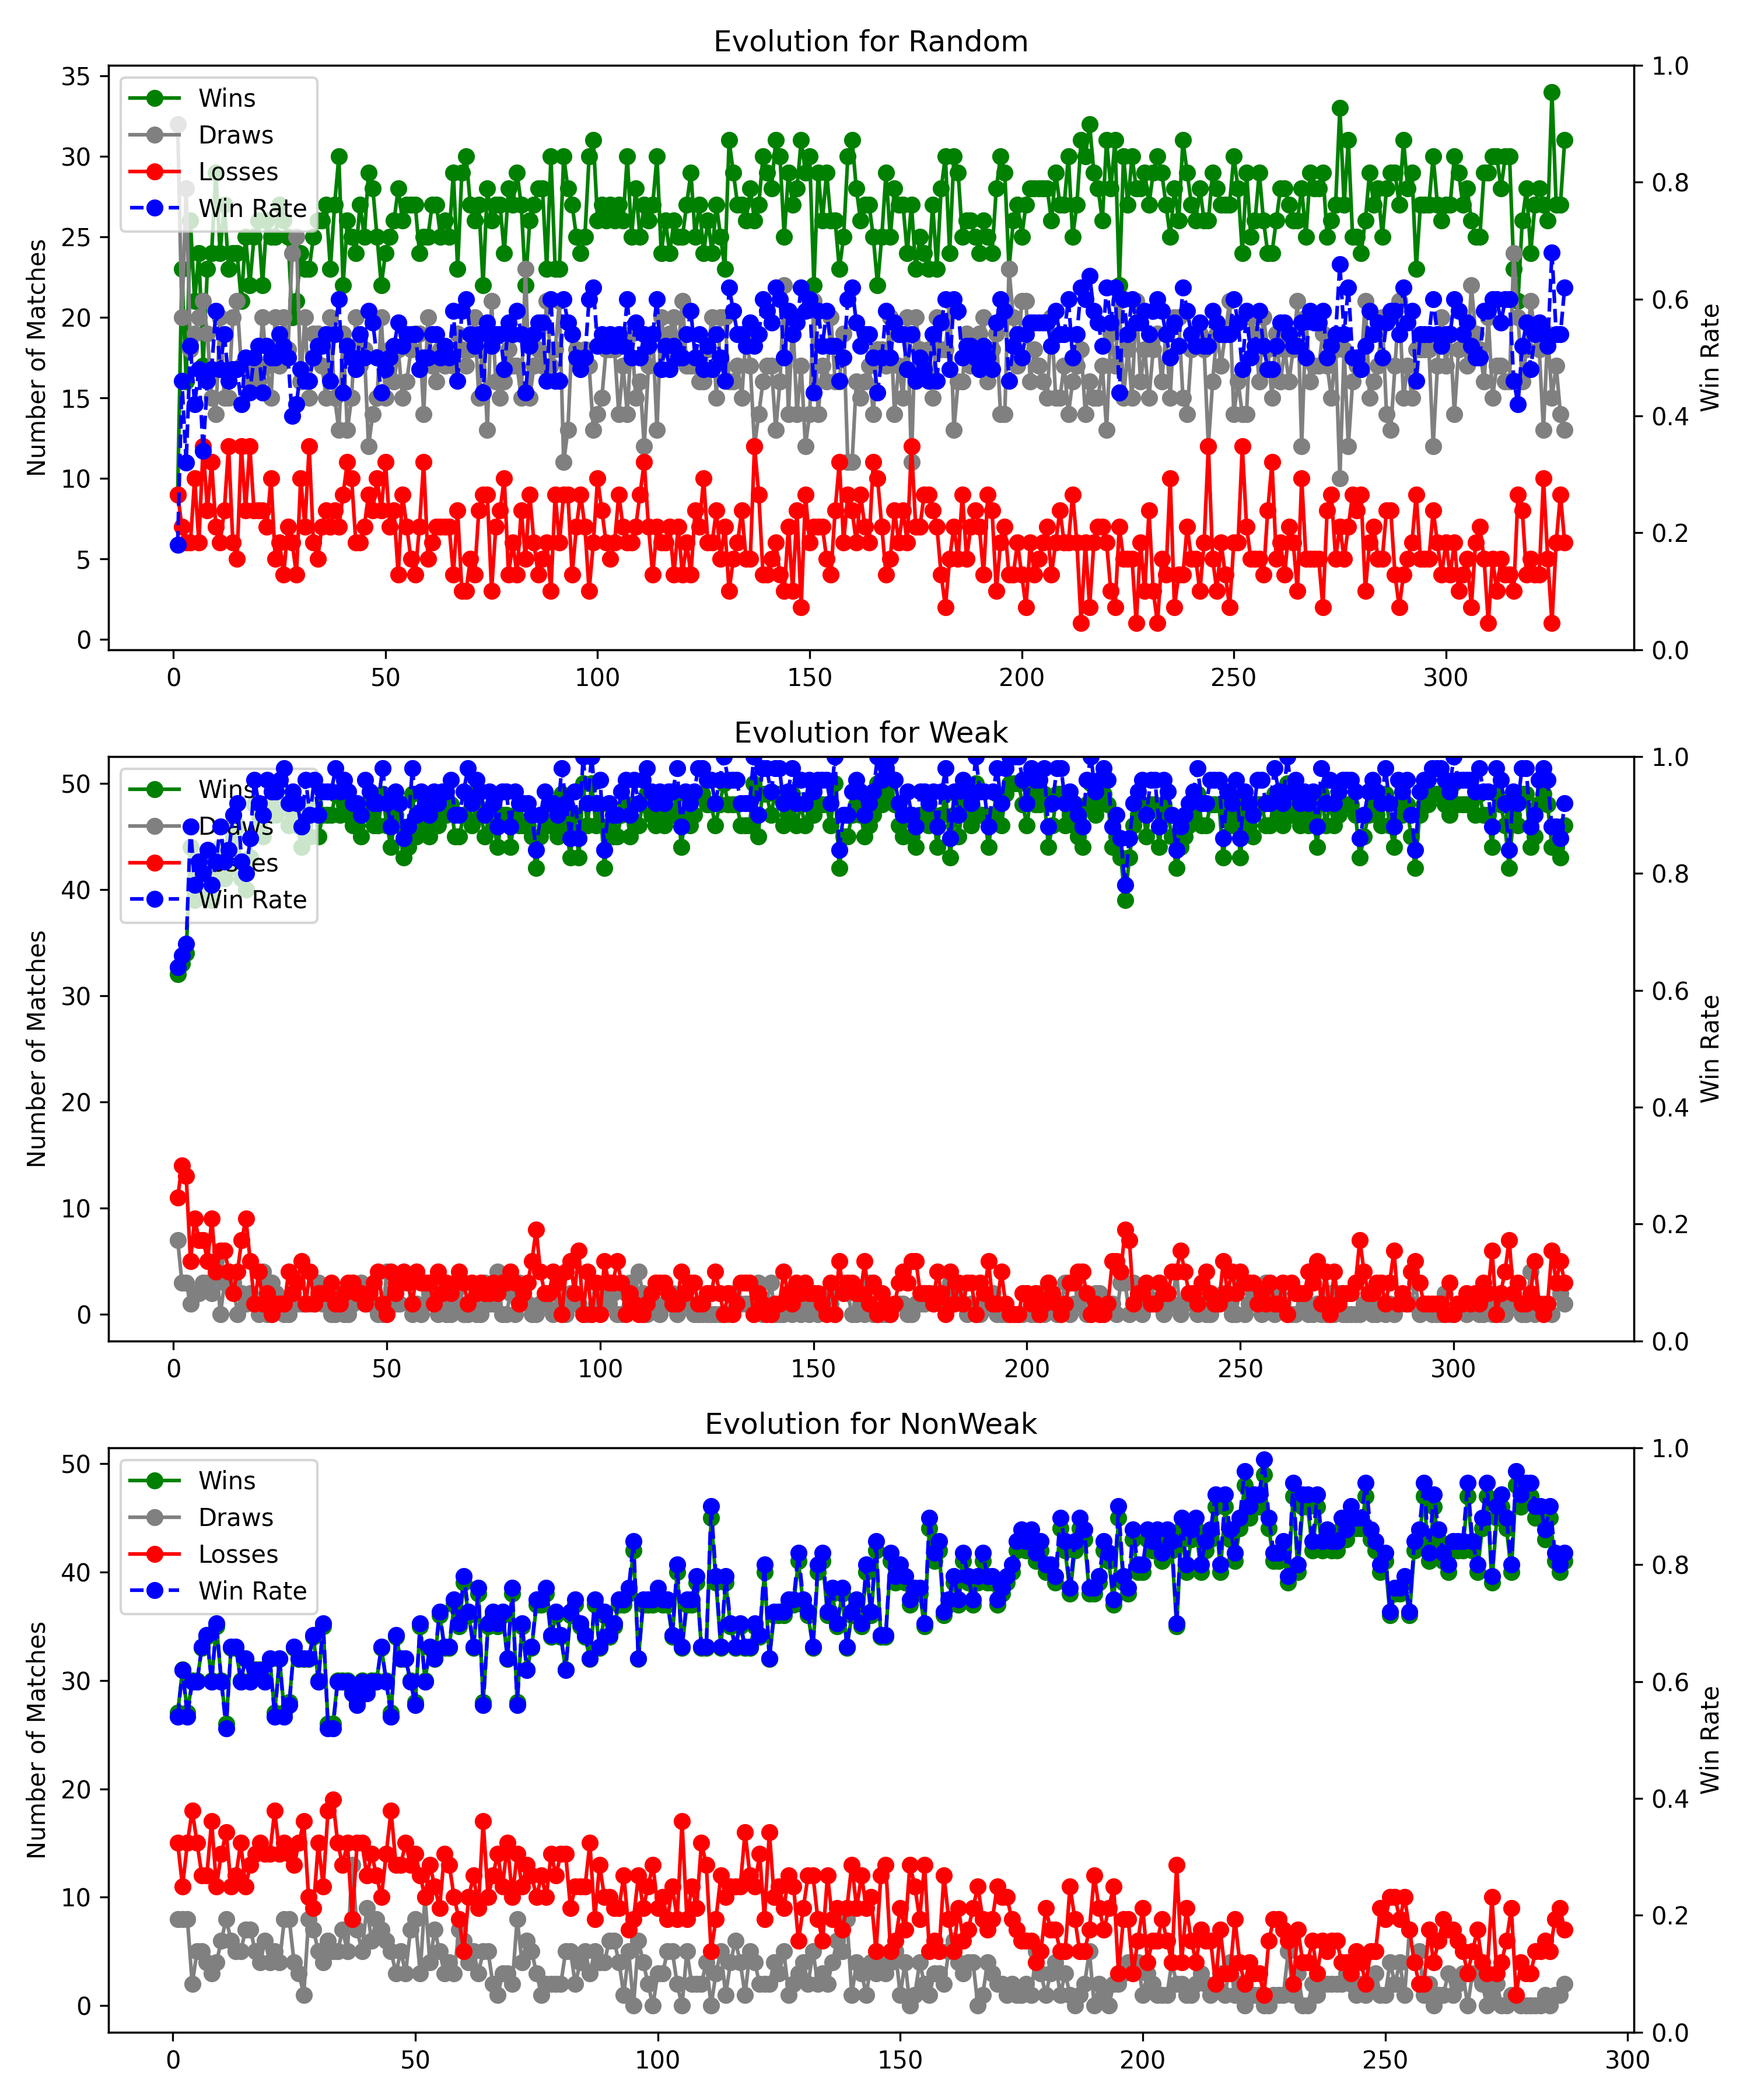 Evolution for Random
35
30
25
20
15
10
5
0
Number of Matches
Wins
Draws
Losses
Win Rate
1.0
0.8
0.6
0.4
0.2
0.0
Win Rate
0 50 100 150 200 250 300
Evolution for Weak
50
40
30
20
10
0
Number of Matches
Wins
Draws
Losses
Win Rate
1.0
0.8
0.6
0.4
0.2
0.0
Win Rate
0 50 100 150 200 250 300
Evolution for NonWeak
50
40
30
20
10
0
Number of Matches
Wins
Draws
Losses
Win Rate
1.0
0.8
0.6
0.4
0.2
0.0
Win Rate
0 50 100 150 200 250 300